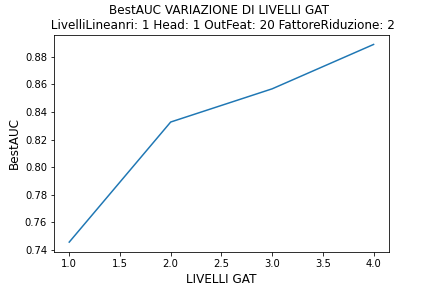 BestAUC VARIAZIONE DI LIVELLI GAT
LivelliLineanri: 1 Head: 1 OutFeat: 20 FattoreRiduzione: 2
BestAUC
0.88
0.86
0.84
0.82
0.80
0.78
0.76
0.74
1.0 1.5 2.0 2.5 3.0 3.5 4.0
LIVELLI GAT